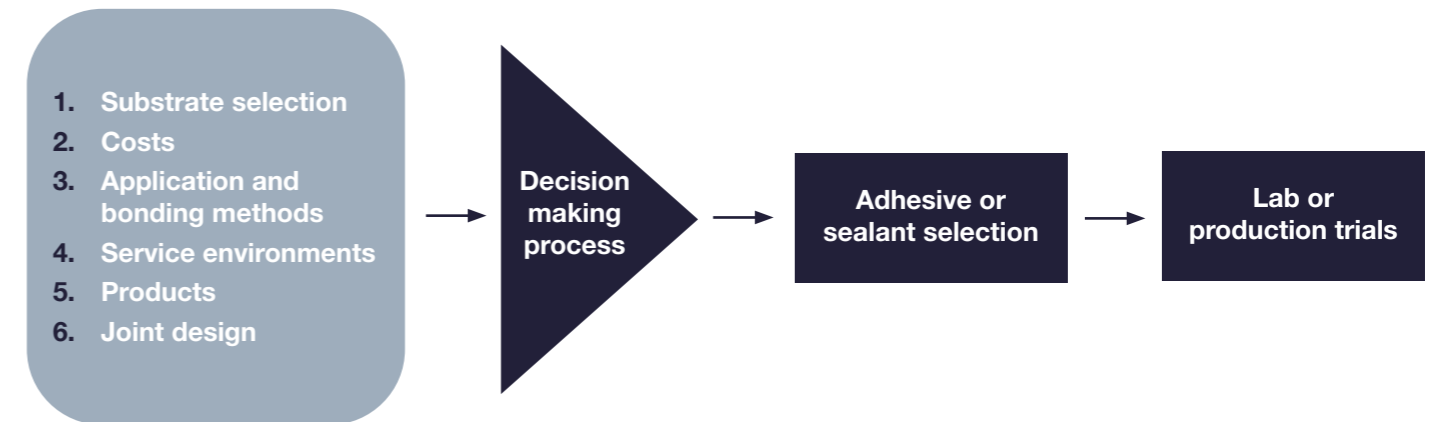 1. Substrate selection
2. Costs
3. Application and
bonding methods
4. Service environments
5. Products
6. Joint design
Decision
making
process
Adhesive or
sealant selection
Lab or
production trials